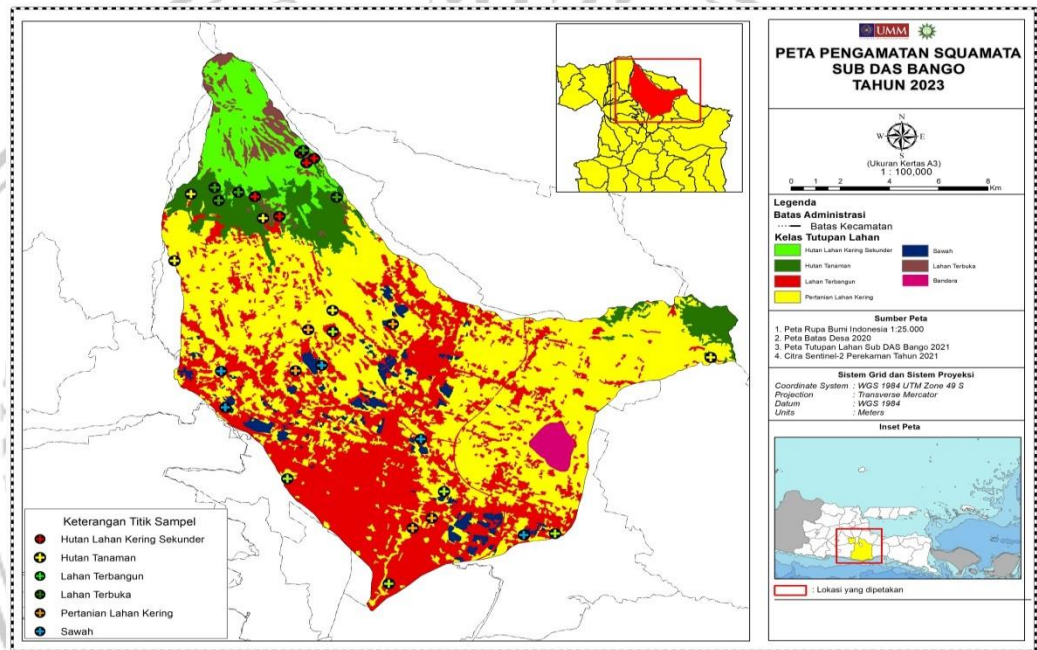 UMM
PETA PENGAMATAN SQUAMATA
SUB DAS BANGO
TAHUN 2023
N
W E
S
(Ukuran Kertas A3)
1 : 100,000
0 1 2 4 6 8
Km
Legenda
Batas Administrasi
Batas Kecamatan
Kelas Tutupan Lahan
Hutan Lahan Kering Sekunder
Hutan Tanaman
Lahan Terbangun
Pertanian Lahan Kering
Sawah
Lahan Terbuka
Bandara
Sumber Peta
1. Peta Rupa Bumi Indonesia 1:25.000
2. Peta Batas Desa 2020
3. Peta Tutupan Lahan Sub DAS Bango 2021
4. Citra Sentinel-2 Perekaman Tahun 2021
Sistem Grid dan Sistem Proyeksi
Coordinate System : WGS 1984 UTM Zone 49 S
Projection : Transverse Mercator
Datum : WGS 1984
Units : Meters
Inset Peta
: Lokasi yang dipetakan
Keterangan Titik Sampel
Hutan Lahan Kering Sekunder
Hutan Tanaman
Lahan Terbangun
Lahan Terbuka
Pertanian Lahan Kering
Sawah